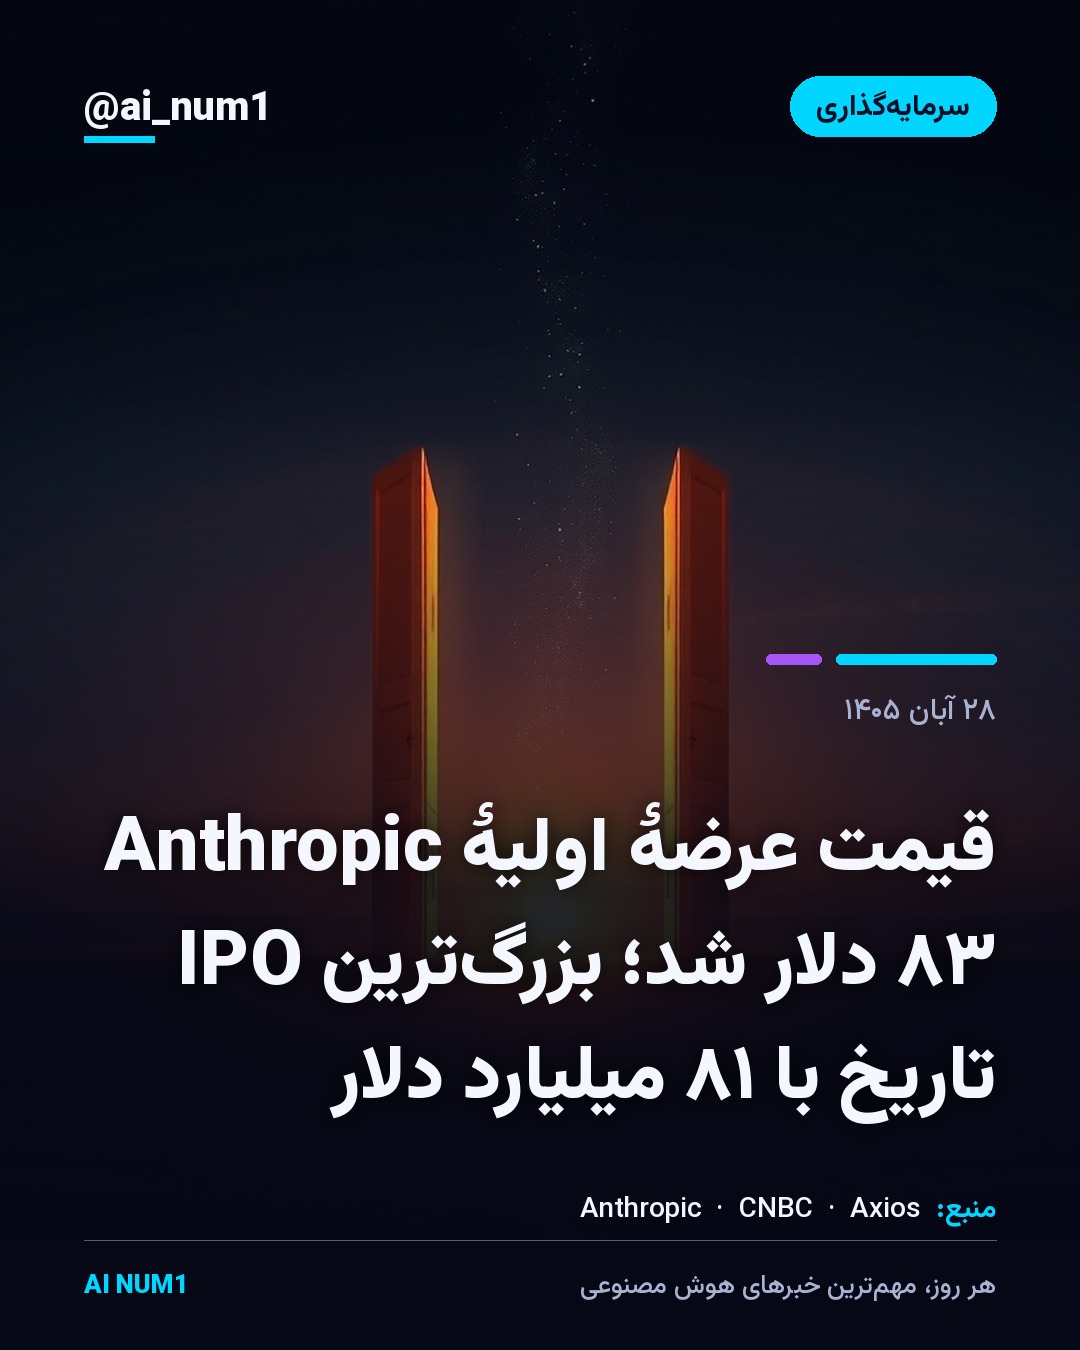 @ai_num1
سرمایه‌گذاری
۲۸ آبان ۱۴۰۵
قیمت عرضهٔ اولیهٔ Anthropic
۸۳ دلار شد؛ بزرگ‌ترین IPO
تاریخ با ۸۱ میلیارد دلار
منبع: Anthropic · CNBC · Axios
هر روز، مهم‌ترین خبرهای هوش مصنوعی
AI NUM1